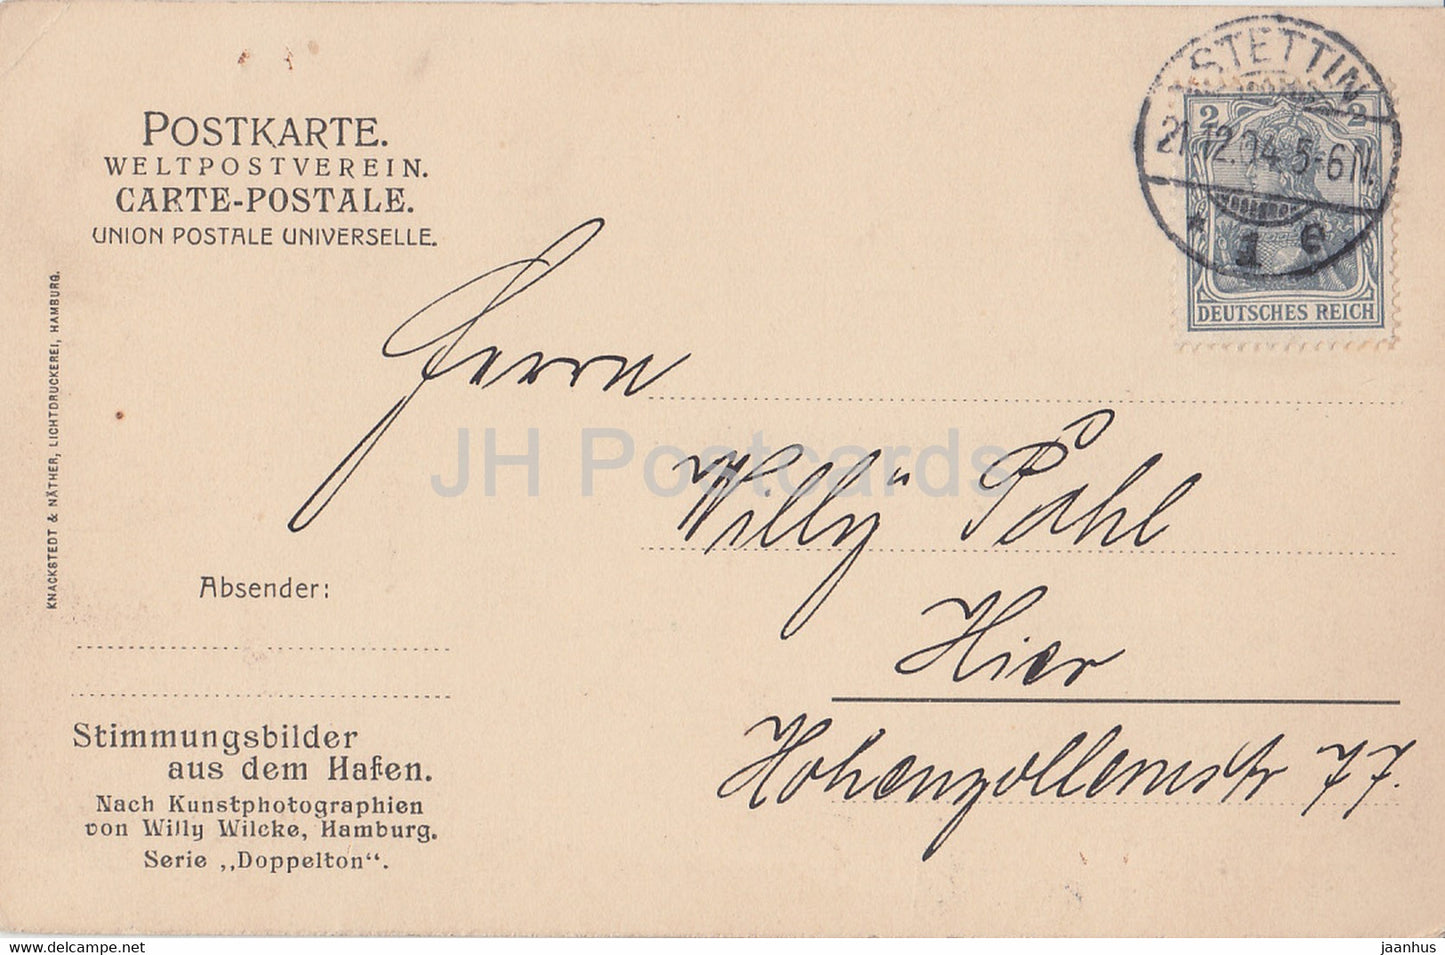 POSTKARTE.
WELTPOSTVEREIN.
CARTE-POSTALE.
UNION POSTALE UNIVERSELLE.
STETTIN
21.12.04.5-6N.
* 1 e
2 2
DEUTSCHES REICH
KNACKSTEDT & NÄTHER, LICHTDRUCKEREI, HAMBURG.
Herrn
Willÿ Pahl
Hier
Hohenzollernstr 77.
JH Postcards
Absender:
Stimmungsbilder
aus dem Hafen.
Nach Kunstphotographien
von Willy Wilcke, Hamburg.
Serie „Doppelton“.
jaanhus
https://www.delcampe.net